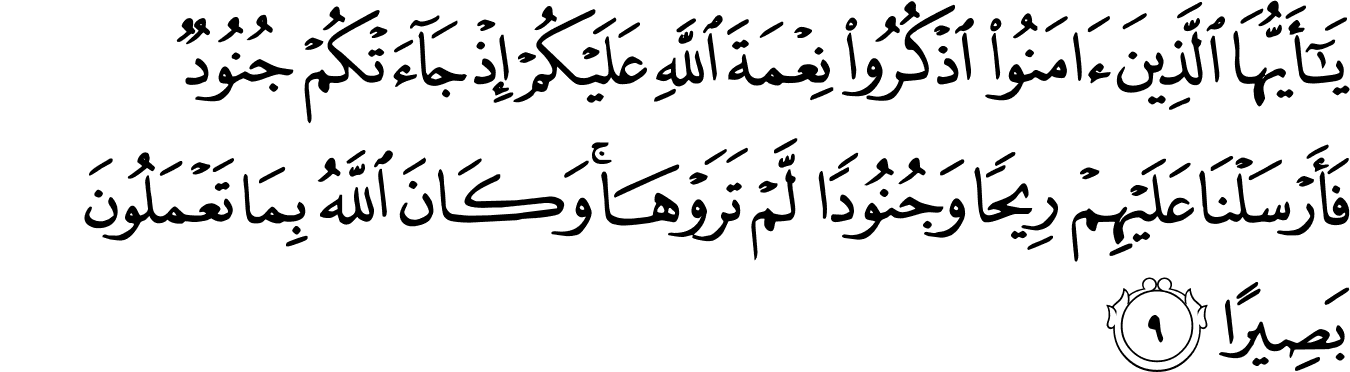 يَـٰٓأَيُّهَا ٱلَّذِينَ ءَامَنُوا۟ ٱذْكُرُوا۟ نِعْمَةَ ٱللَّهِ عَلَيْكُمْ إِذْ جَآءَتْكُمْ جُنُودٌ
فَأَرْسَلْنَا عَلَيْهِمْ رِيحًا وَجُنُودًا لَّمْ تَرَوْهَا ۚ وَكَانَ ٱللَّهُ بِمَا تَعْمَلُونَ
بَصِيرًا ٩